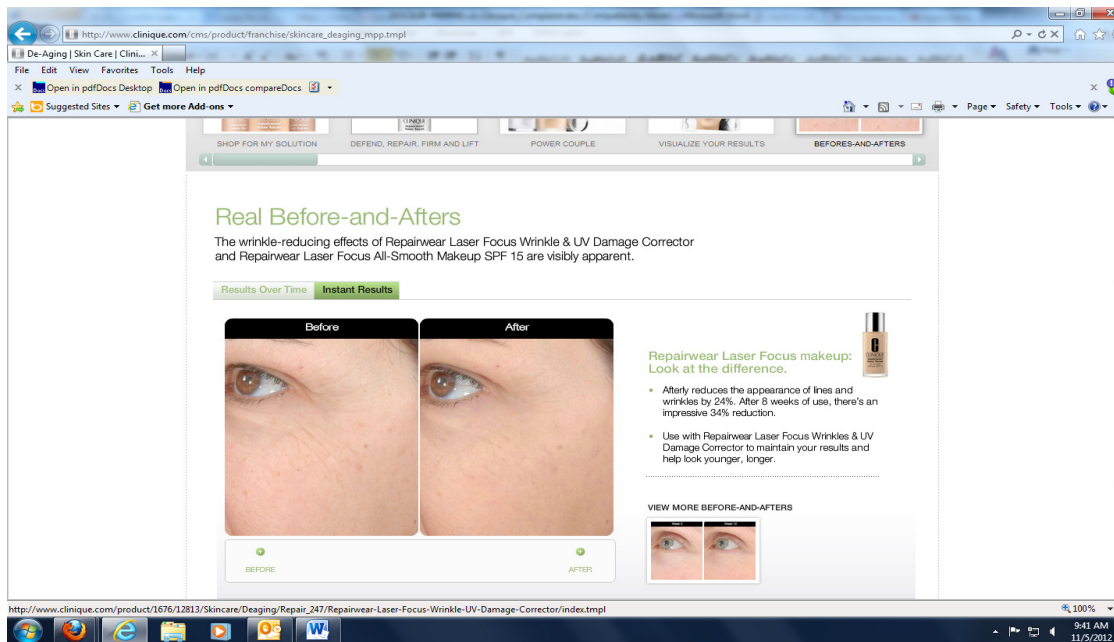 http://www.clinique.com/cms/product/franchise/skincare_deaging_mpp.tmpl
De-Aging | Skin Care | Clini...
File Edit View Favorites Tools Help
Open in pdfDocs Desktop Open in pdfDocs compareDocs
Suggested Sites Get more Add-ons Page Safety Tools
SHOP FOR MY SOLUTION DEFEND, REPAIR, FIRM AND LIFT POWER COUPLE VISUALIZE YOUR RESULTS BEFORES-AND-AFTERS
Real Before-and-Afters
The wrinkle-reducing effects of Repairwear Laser Focus Wrinkle & UV Damage Corrector
and Repairwear Laser Focus All-Smooth Makeup SPF 15 are visibly apparent.
Results Over Time Instant Results
Before After
Repairwear Laser Focus makeup:
Look at the difference.
• Afterly reduces the appearance of lines and
wrinkles by 24%. After 8 weeks of use, there's an
impressive 34% reduction.
• Use with Repairwear Laser Focus Wrinkles & UV
Damage Corrector to maintain your results and
help look younger, longer.
VIEW MORE BEFORE-AND-AFTERS
BEFORE AFTER
http://www.clinique.com/product/1676/12813/Skincare/Deaging/Repair_247/Repairwear-Laser-Focus-Wrinkle-UV-Damage-Corrector/index.tmpl
100%
9:41 AM
11/5/2012